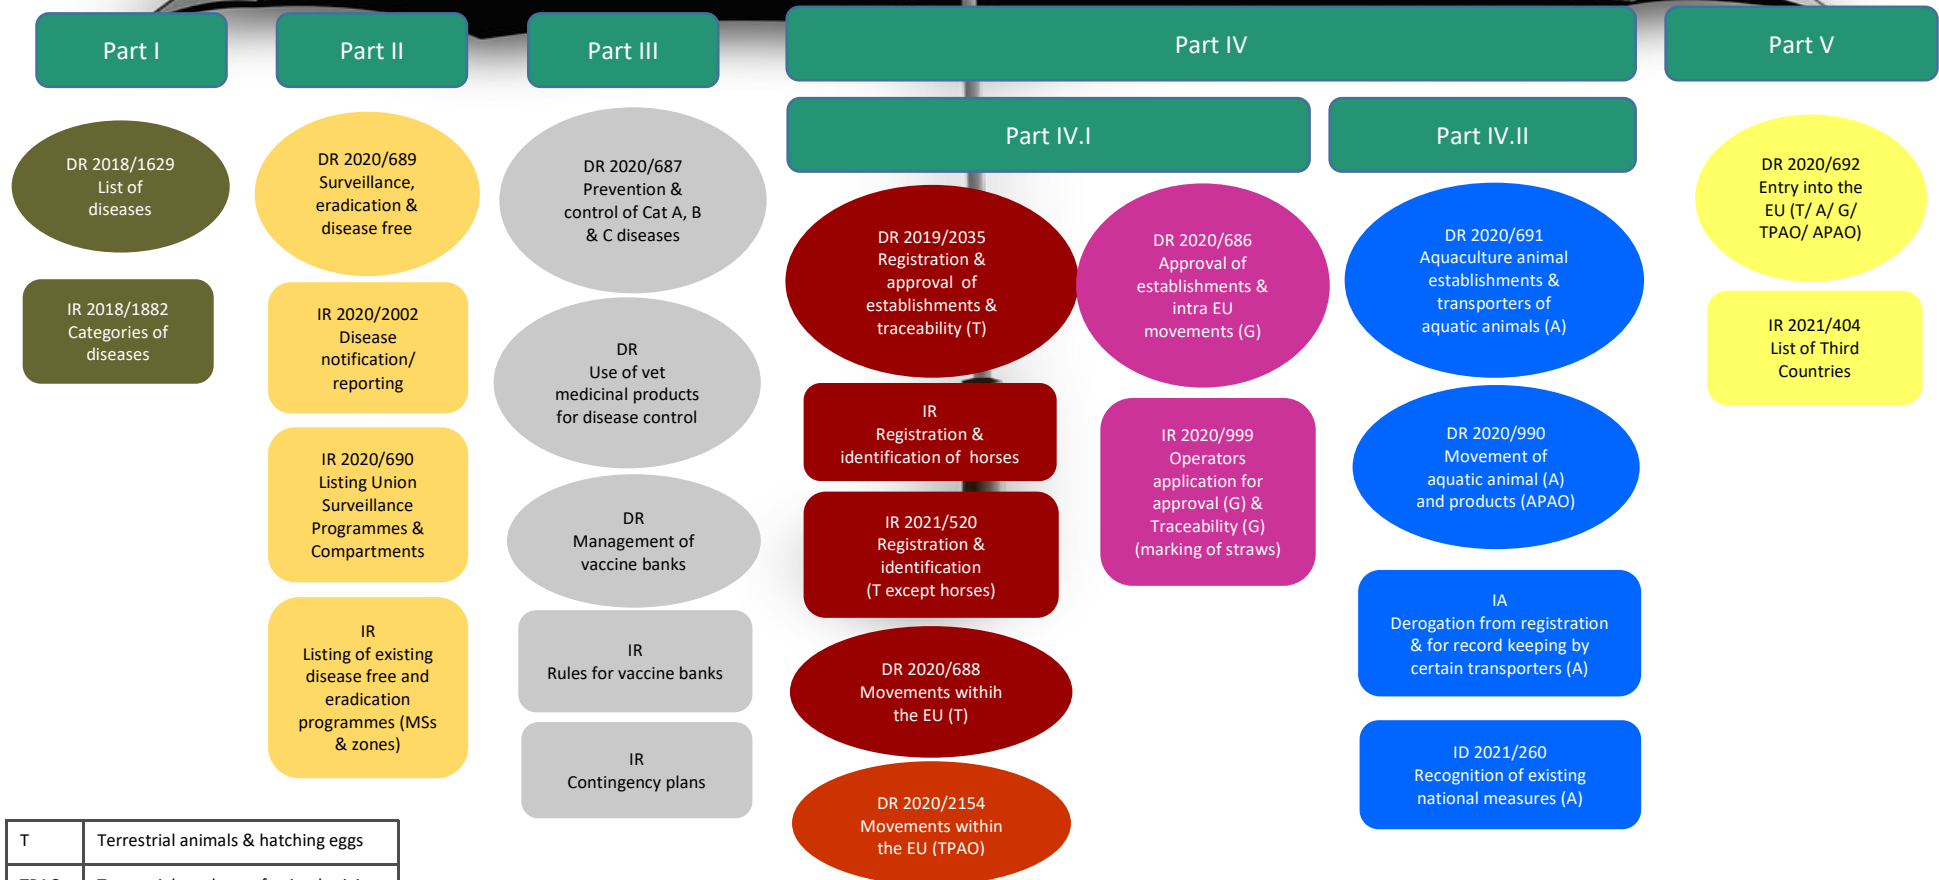 Part I
Part II
Part III
Part IV
Part V
Part IV.I
Part IV.II
DR 2018/1629
List of
diseases
IR 2018/1882
Categories of
diseases
DR 2020/689
Surveillance,
eradication &
disease free
IR 2020/2002
Disease
notification/
reporting
IR 2020/690
Listing Union
Surveillance
Programmes &
Compartments
IR
Listing of existing
disease free and
eradication
programmes (MSs
& zones)
DR 2020/687
Prevention &
control of Cat A, B
& C diseases
DR
Use of vet
medicinal products
for disease control
DR
Management of
vaccine banks
IR
Rules for vaccine banks
IR
Contingency plans
DR 2019/2035
Registration &
approval of
establishments &
traceability (T)
IR
Registration &
identification of horses
IR 2021/520
Registration &
identification
(T except horses)
DR 2020/688
Movements withih
the EU (T)
DR 2020/2154
Movements within
the EU (TPAO)
DR 2020/686
Approval of
establishments &
intra EU
movements (G)
IR 2020/999
Operators
application for
approval (G) &
Traceability (G)
(marking of straws)
DR 2020/691
Aquaculture animal
establishments &
transporters of
aquatic animals (A)
DR 2020/990
Movement of
aquatic animal (A)
and products (APAO)
IA
Derogation from registration
& for record keeping by
certain transporters (A)
ID 2021/260
Recognition of existing
national measures (A)
DR 2020/692
Entry into the
EU (T/ A/ G/
TPAO/ APAO)
IR 2021/404
List of Third
Countries
T Terrestrial animals & hatching eggs